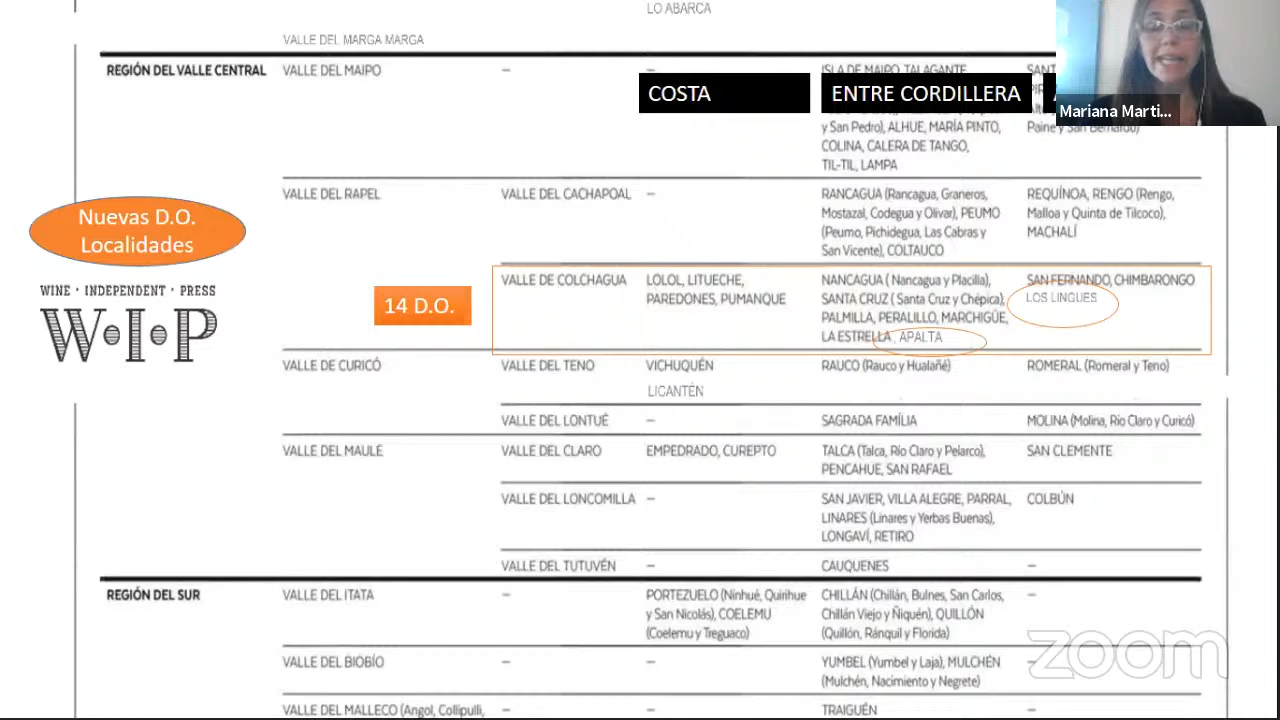 LO ABARCA
VALLE DEL MARGA MARGA
REGIÓN DEL VALLE CENTRAL VALLE DEL MAIPO – – ISLA DE MAIPO, TALAGANTE,
COSTA
ENTRE CORDILLERA
Mariana Marti...
y San Pedro), ALHUE, MARÍA PINTO, Paine y San Bernardo)
COLINA, CALERA DE TANGO,
TIL-TIL, LAMPA
VALLE DEL RAPEL VALLE DEL CACHAPOAL – RANCAGUA (Rancagua, Graneros, REQUÍNOA, RENGO (Rengo,
Mostazal, Codegua y Olivar), PEUMO Malloa y Quinta de Tilcoco),
(Peumo, Pichidegua, Las Cabras y MACHALÍ
San Vicente), COLTAUCO
Nuevas D.O.
Localidades
WINE · INDEPENDENT · PRESS
W·I·P
14 D.O.
VALLE DE COLCHAGUA LOLOL, LITUECHE, NANCAGUA ( Nancagua y Placilla), SAN FERNANDO, CHIMBARONGO
PAREDONES, PUMANQUE SANTA CRUZ ( Santa Cruz y Chépica), LOS LINGUES
PALMILLA, PERALILLO, MARCHIGÜE,
LA ESTRELLA , APALTA
VALLE DE CURICÓ VALLE DEL TENO VICHUQUÉN RAUCO (Rauco y Hualañé) ROMERAL (Romeral y Teno)
LICANTÉN
VALLE DEL LONTUÉ – SAGRADA FAMÍLIA MOLINA (Molina, Río Claro y Curicó)
VALLE DEL MAULE VALLE DEL CLARO EMPEDRADO, CUREPTO TALCA (Talca, Río Claro y Pelarco), SAN CLEMENTE
PENCAHUE, SAN RAFAEL
VALLE DEL LONCOMILLA – SAN JAVIER, VILLA ALEGRE, PARRAL, COLBÚN
LINARES (Linares y Yerbas Buenas),
LONGAVÍ, RETIRO
VALLE DEL TUTUVÉN – CAUQUENES –
REGIÓN DEL SUR VALLE DEL ITATA – PORTEZUELO (Ninhué, Quirihue CHILLÁN (Chillán, Bulnes, San Carlos, –
y San Nicolás), COELEMU Chillán Viejo y Ñiquén), QUILLÓN
(Coelemu y Treguaco) (Quillón, Ránquil y Florida)
VALLE DEL BIOBÍO – – YUMBEL (Yumbel y Laja), MULCHÉN –
(Mulchén, Nacimiento y Negrete)
VALLE DEL MALLECO (Angol, Collipulli, – – TRAIGUÉN
zoom